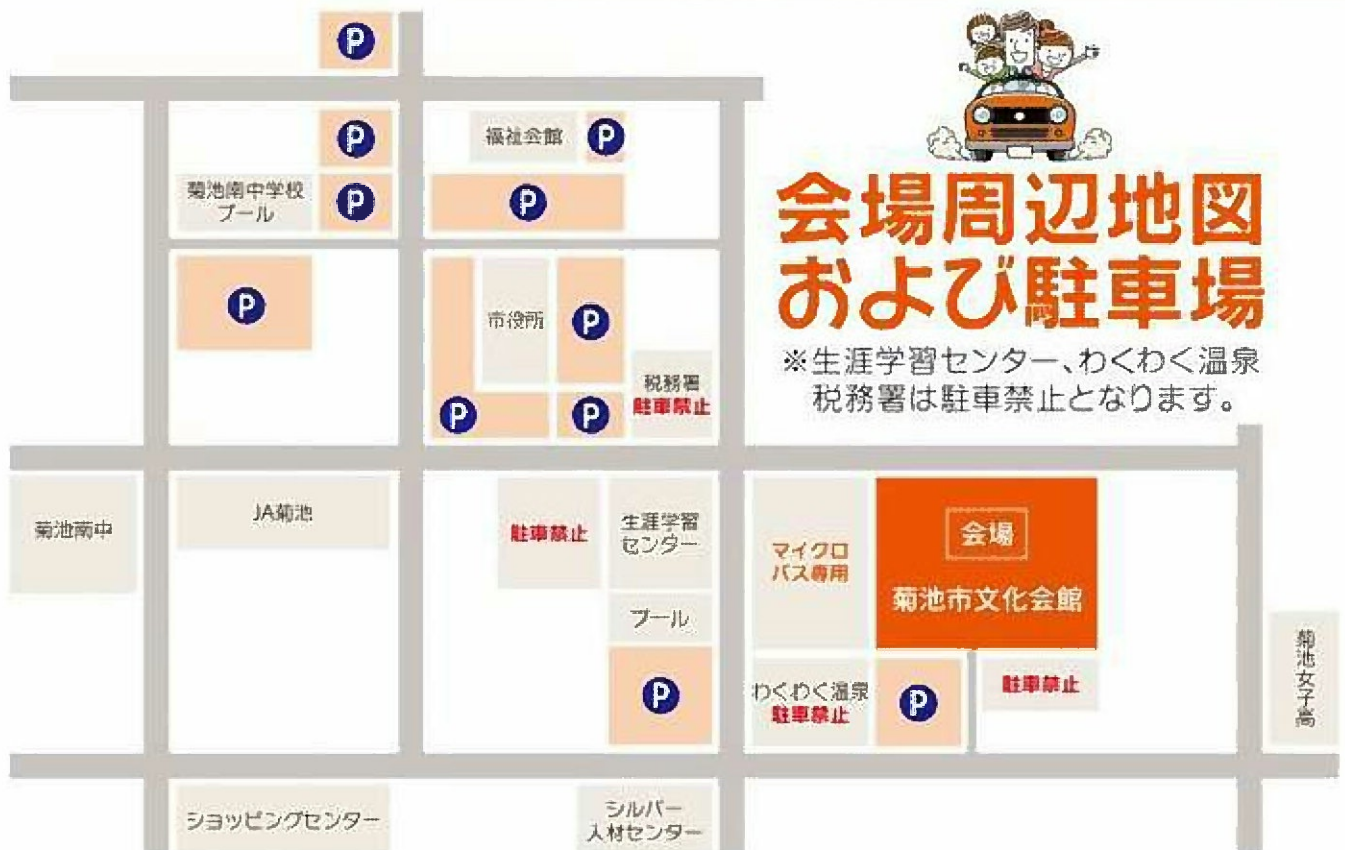 P
P
P
菊池南中学校
プール
福祉会館
P
P
会場周辺地図
および駐車場
※生涯学習センター、わくわく温泉
税務署は駐車禁止となります。
P
市役所
P
税務署
駐車禁止
P
P
菊池南中
JA菊池
駐車禁止
生涯学習
センター
プール
P
マイクロ
バス専用
会場
菊池市文化会館
わくわく温泉
駐車禁止
P
駐車禁止
菊池女子高
ショッピングセンター
シルバー
人材センター